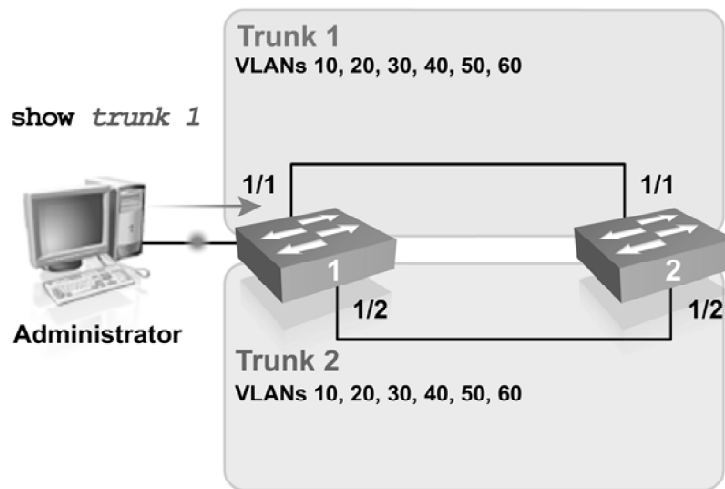 Trunk 1
VLANs 10, 20, 30, 40, 50, 60
show trunk 1
1/1
1/1
1
2
1/2
1/2
Administrator
Trunk 2
VLANs 10, 20, 30, 40, 50, 60